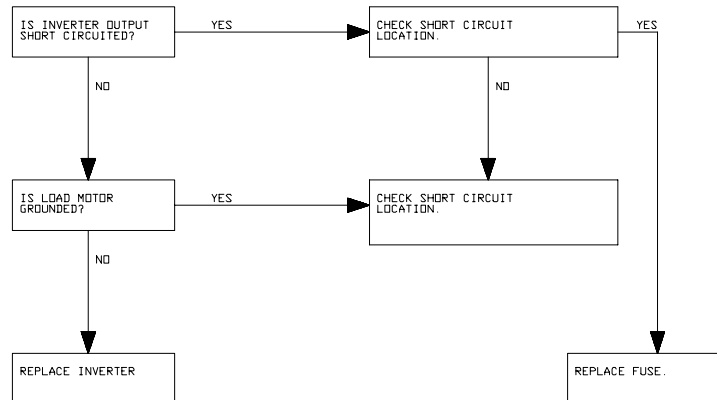 IS INVERTER OUTPUT
SHORT CIRCUITED?
YES
CHECK SHORT CIRCUIT
LOCATION.
YES
NO
NO
IS LOAD MOTOR
GROUNDED?
YES
CHECK SHORT CIRCUIT
LOCATION.
NO
REPLACE INVERTER
REPLACE FUSE.